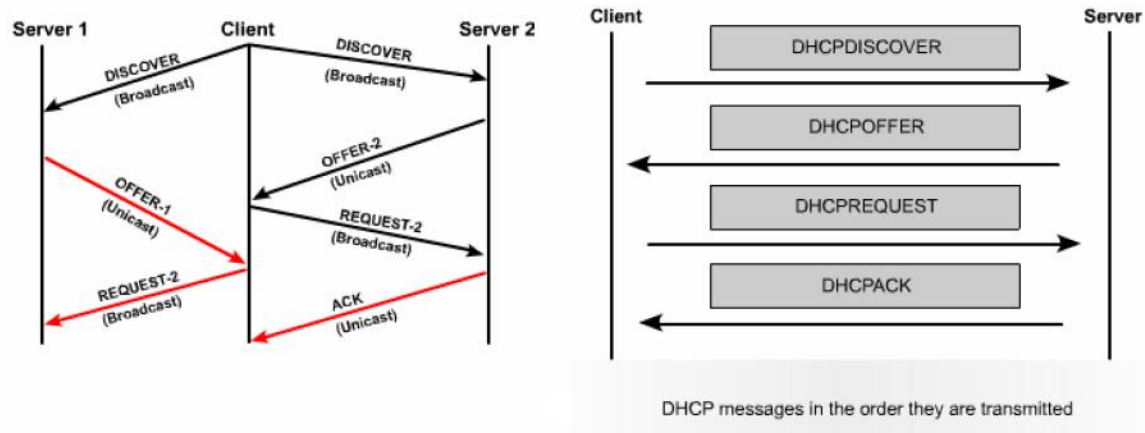 Server 1
Client
Server 2
DISCOVER
(Broadcast)
DISCOVER
(Broadcast)
OFFER-2
(Unicast)
OFFER-1
(Unicast)
REQUEST-2
(Broadcast)
REQUEST-2
(Broadcast)
ACK
(Unicast)
Client
Server
DHCPDISCOVER
DHCPOFFER
DHCPREQUEST
DHCPACK
DHCP messages in the order they are transmitted